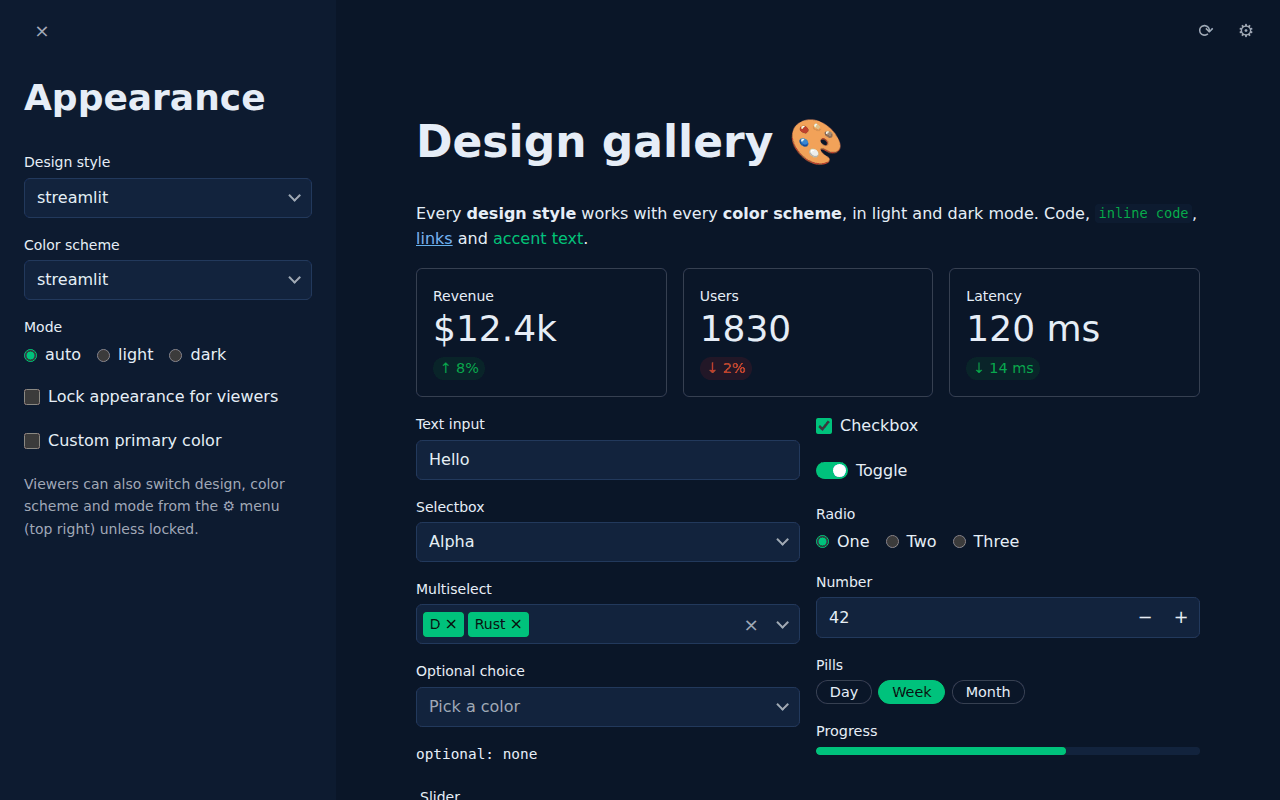 Appearance
Design style
streamlit
Color scheme
streamlit
Mode
auto light dark
Lock appearance for viewers
Custom primary color
Viewers can also switch design, color
scheme and mode from the ⚙ menu
(top right) unless locked.
Design gallery 🎨
Every design style works with every color scheme, in light and dark mode. Code, inline code,
links and accent text.
Revenue
$12.4k
↑ 8%
Users
1830
↓ 2%
Latency
120 ms
↓ 14 ms
Text input
Hello
Selectbox
Alpha
Multiselect
D Rust
Optional choice
Pick a color
optional: none
Slider
Checkbox
Toggle
Radio
One Two Three
Number
42
Pills
Day Week Month
Progress